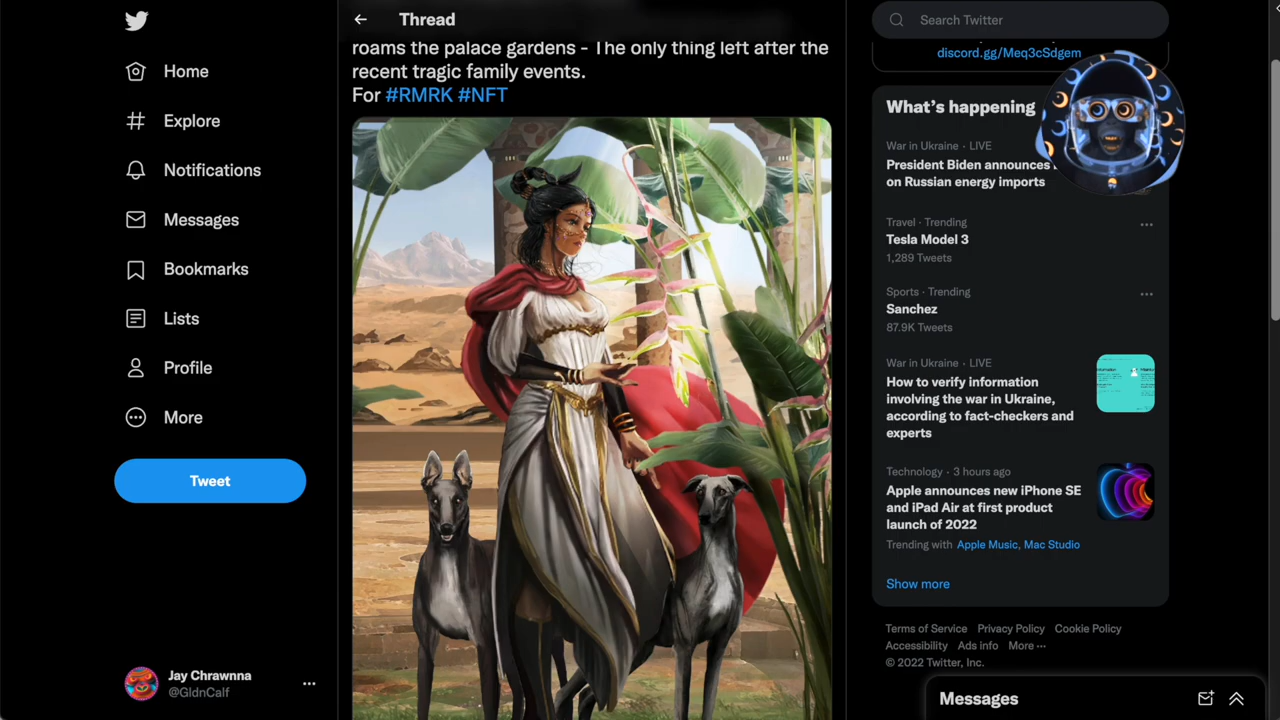 Home
Explore
Notifications
Messages
Bookmarks
Lists
Profile
More
Tweet
Jay Chrawnna
@GldnCalf
Thread
roams the palace gardens - The only thing left after the
recent tragic family events.
For #RMRK #NFT
Search Twitter
discord.gg/Meq3cSdgem
What's happening
War in Ukraine · LIVE
President Biden announces
on Russian energy imports
Travel · Trending
Tesla Model 3
1,289 Tweets
Sports · Trending
Sanchez
87.9K Tweets
War in Ukraine · LIVE
How to verify information
involving the war in Ukraine,
according to fact-checkers and
experts
Technology · 3 hours ago
Apple announces new iPhone SE
and iPad Air at first product
launch of 2022
Trending with Apple Music, Mac Studio
Show more
Terms of Service Privacy Policy Cookie Policy
Accessibility Ads info More ···
© 2022 Twitter, Inc.
Messages